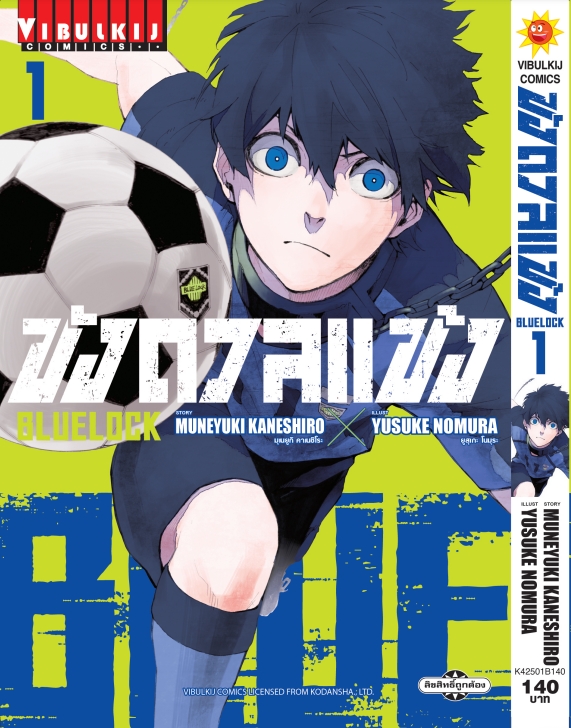 VIBULKIJ
COMICS
1
BLUE LOCK
ขังดวลแข้ง
BLUELOCK
STORY
MUNEYUKI KANESHIRO
มุเนยูกิ คาเนชิโระ
ILLUST
YUSUKE NOMURA
ยูสุเกะ โนมุระ
BLUE
VIBULKIJ COMICS LICENSED FROM KODANSHA., LTD.
ลิขสิทธิ์ถูกต้อง
VIBULKIJ
COMICS
ขังดวลแข้ง
BLUELOCK
1
STORY
MUNEYUKI KANESHIRO
ILLUST
YUSUKE NOMURA
K42501B140
140
บาท